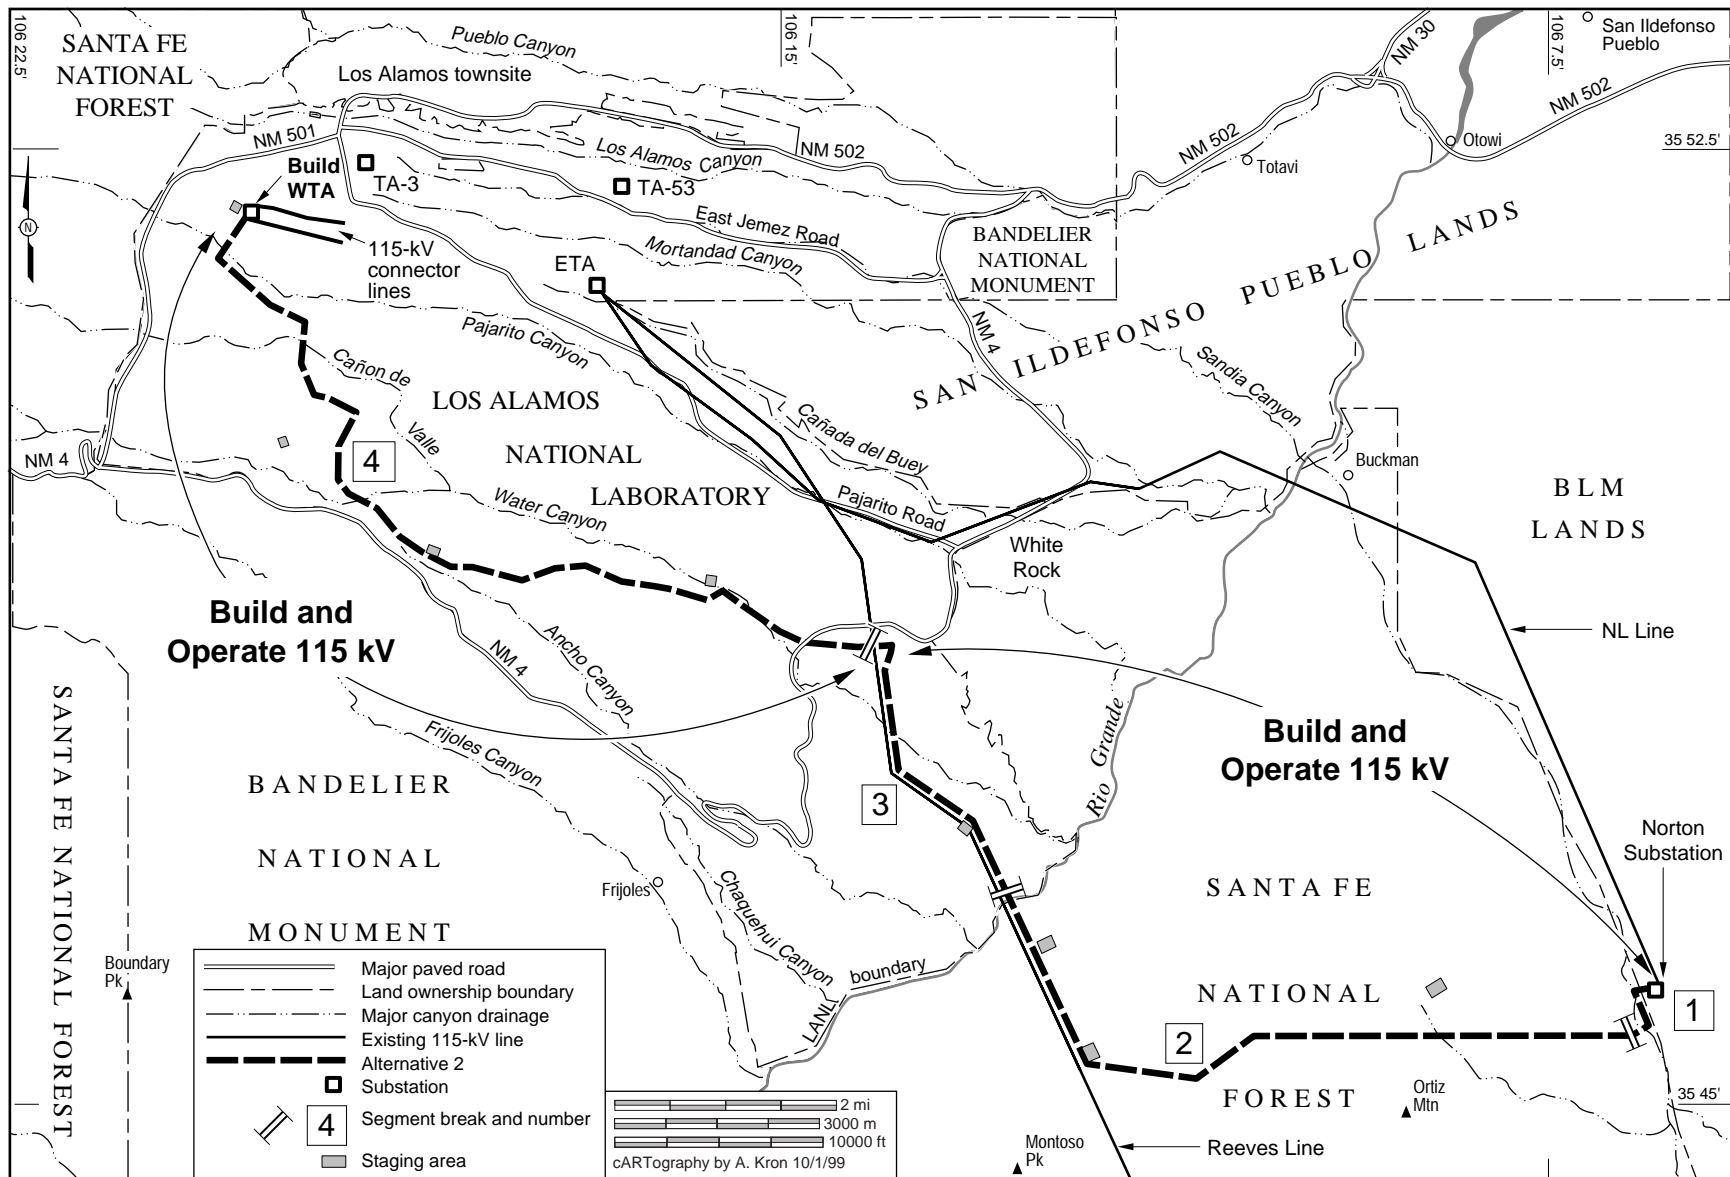 106 22.5'
SANTA FE
NATIONAL
FOREST
Pueblo Canyon
Los Alamos townsite
106 15'
NM 30
106 7.5'
San Ildefonso
Pueblo
NM 502
NM 501
Los Alamos Canyon
NM 502
NM 502
Totavi
Otowi
35 52.5'
Build
WTA
TA-3
TA-53
N
115-kV
connector
lines
East Jemez Road
Mortandad Canyon
ETA
BANDELIER
NATIONAL
MONUMENT
SAN ILDEFONSO PUEBLO LANDS
NM 4
Pajarito Canyon
Sandia Canyon
Cañon de
Valle
LOS ALAMOS
NATIONAL
LABORATORY
Cañada del Buey
NM 4
4
Buckman
BLM
LANDS
Water Canyon
Pajarito Road
White
Rock
Build and
Operate 115 kV
NL Line
Ancho Canyon
NM 4
Frijoles Canyon
SANTA FE NATIONAL FOREST
Rio Grande
Build and
Operate 115 kV
BANDELIER
NATIONAL
MONUMENT
3
Norton
Substation
Frijoles
Chaquehui Canyon
SANTA FE
NATIONAL
FOREST
Boundary
Pk
LANL boundary
1
2
Ortiz
Mtn
35 45'
Montoso
Pk
Reeves Line
Major paved road
Land ownership boundary
Major canyon drainage
Existing 115-kV line
Alternative 2
Substation
4
Segment break and number
Staging area
2 mi
3000 m
10000 ft
cARTography by A. Kron 10/1/99